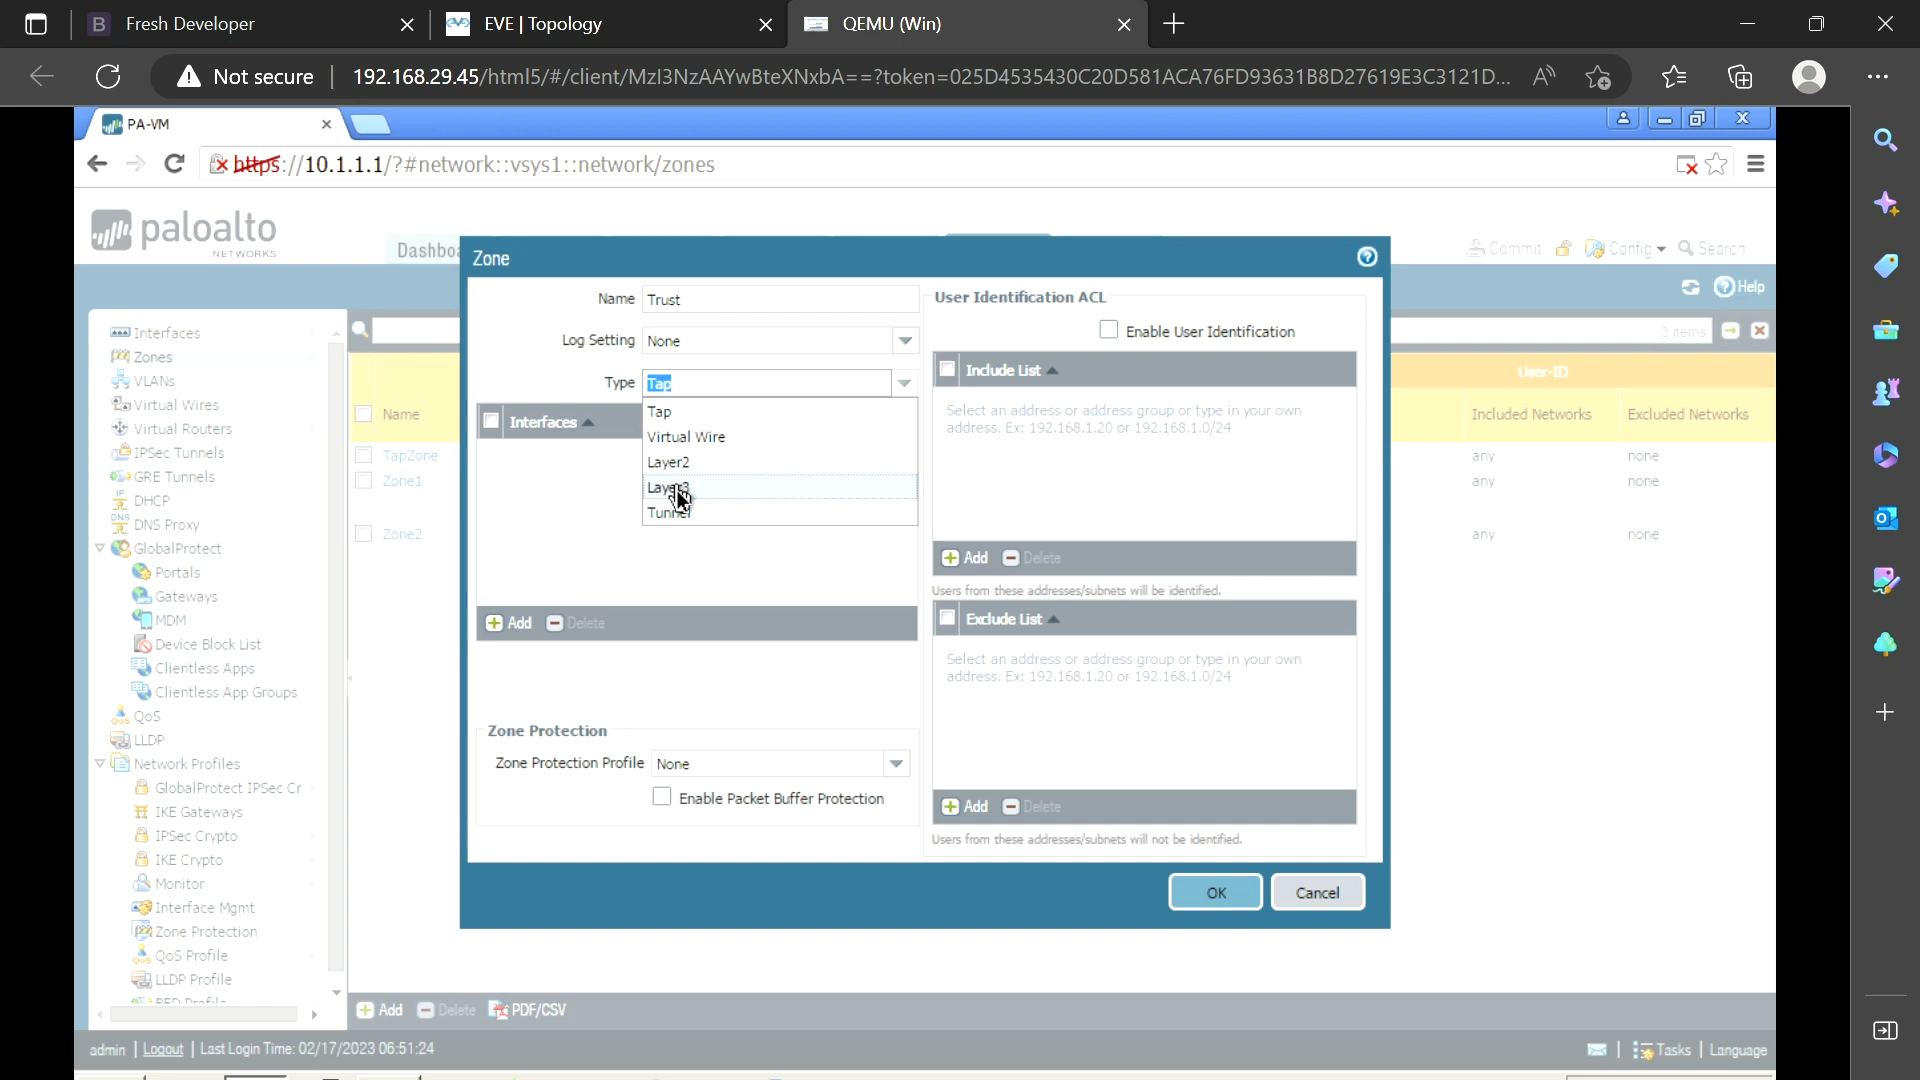 Fresh Developer
EVE | Topology
QEMU (Win)
Not secure
192.168.29.45/html5/#/client/MzI3NzAAYwBteXNxbA==?token=025D4535430C20D581ACA76FD93631B8D27619E3C3121D...
PA-VM
https://10.1.1.1/?#network::vsys1::network/zones
paloalto
NETWORKS
Commit
Config
Search
Help
Zone
Interfaces
Zones
VLANs
Virtual Wires
Virtual Routers
IPSec Tunnels
GRE Tunnels
DHCP
DNS Proxy
GlobalProtect
Portals
Gateways
MDM
Device Block List
Clientless Apps
Clientless App Groups
QoS
LLDP
Network Profiles
GlobalProtect IPSec Cr
IKE Gateways
IPSec Crypto
IKE Crypto
Monitor
Interface Mgmt
Zone Protection
QoS Profile
LLDP Profile
Name
TapZone
Zone1
Zone2
Name Trust
Log Setting None
Type Tap
Tap
Virtual Wire
Layer2
Layer3
Tunnel
Interfaces
Add Delete
Zone Protection
Zone Protection Profile None
Enable Packet Buffer Protection
User Identification ACL
Enable User Identification
Include List
Select an address or address group or type in your own
address. Ex: 192.168.1.20 or 192.168.1.0/24
Add Delete
Users from these addresses/subnets will be identified.
Exclude List
Select an address or address group or type in your own
address. Ex: 192.168.1.20 or 192.168.1.0/24
Add Delete
Users from these addresses/subnets will not be identified.
OK Cancel
3 items
User-ID
Included Networks Excluded Networks
any none
any none
any none
Add Delete PDF/CSV
admin | Logout | Last Login Time: 02/17/2023 06:51:24
Tasks | Language